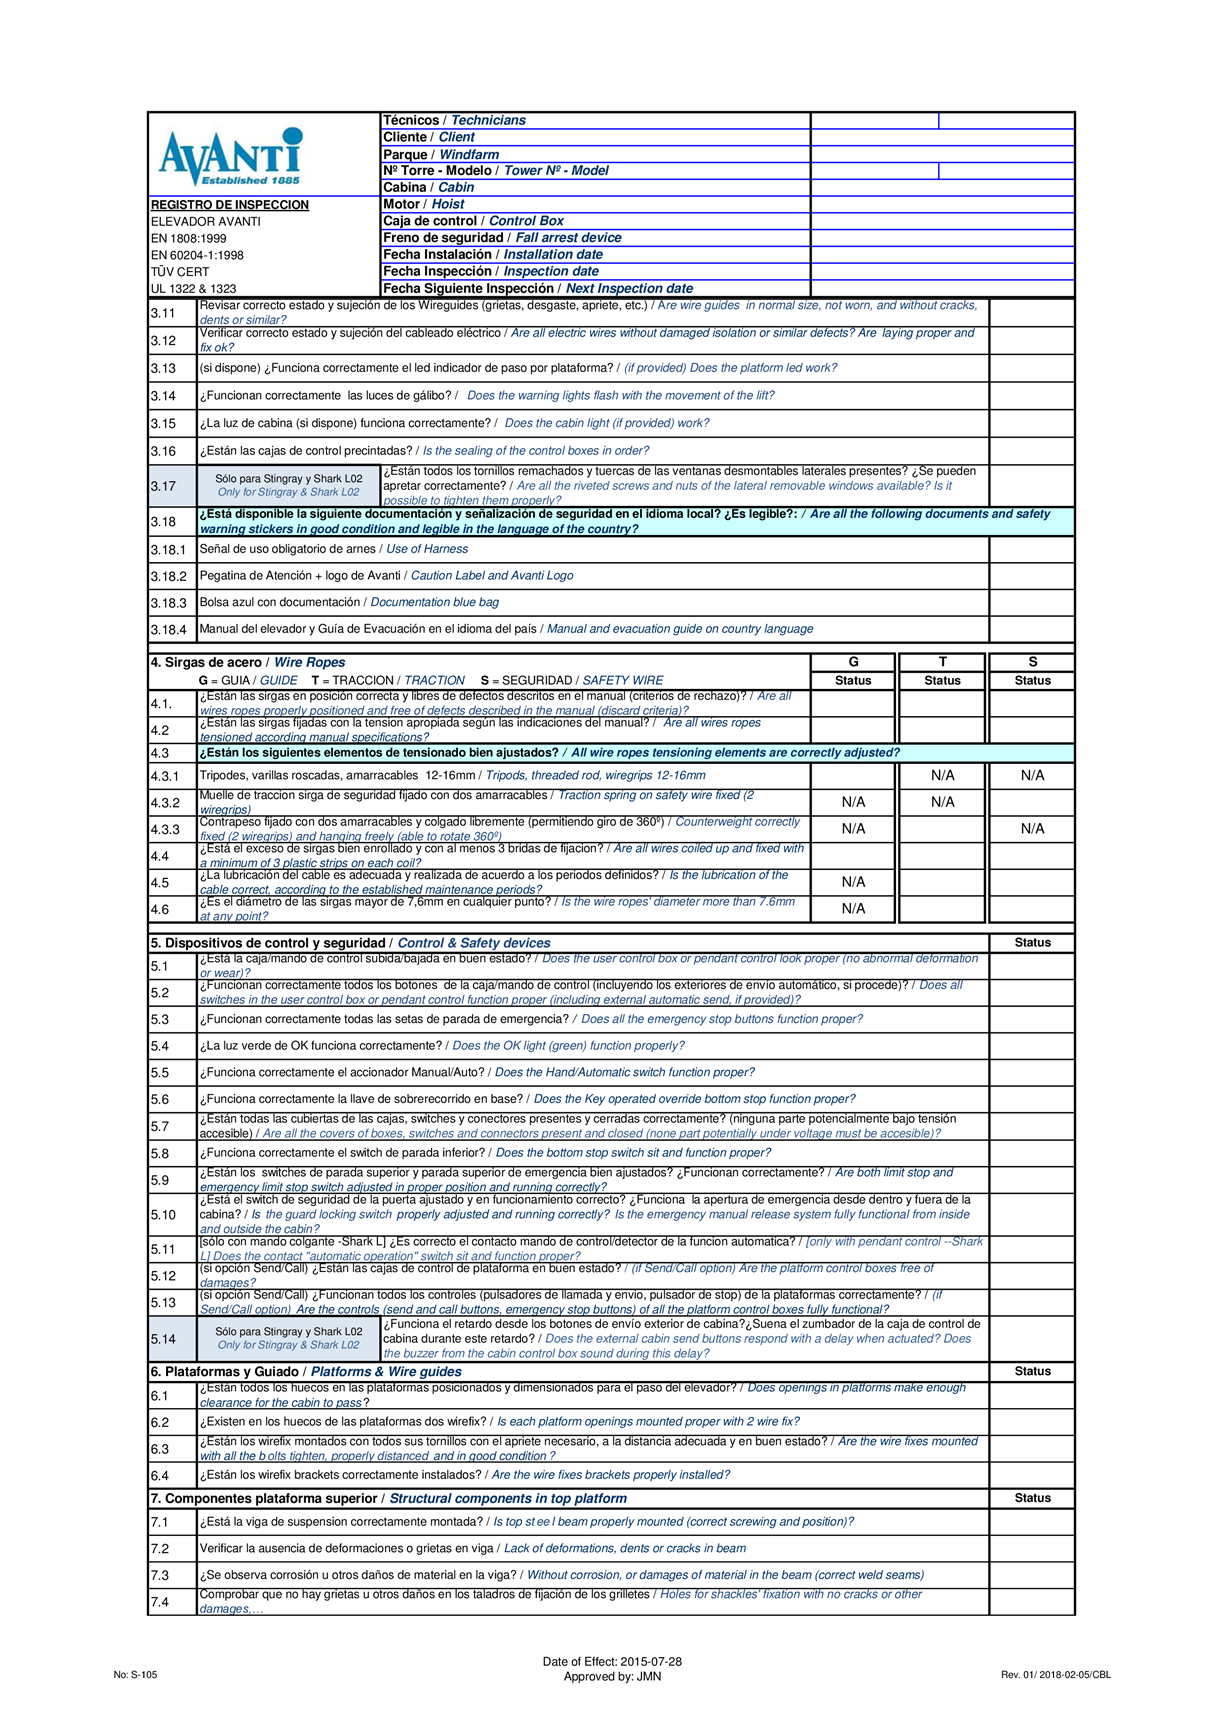 AVANTI
Established 1885
REGISTRO DE INSPECCION
ELEVADOR AVANTI
EN 1808:1999
EN 60204-1:1998
TÜV CERT
UL 1322 & 1323
Técnicos / Technicians
Cliente / Client
Parque / Windfarm
Nº Torre - Modelo / Tower Nº - Model
Cabina / Cabin
Motor / Hoist
Caja de control / Control Box
Freno de seguridad / Fall arrest device
Fecha Instalación / Installation date
Fecha Inspección / Inspection date
Fecha Siguiente Inspección / Next Inspection date
3.11 Revisar correcto estado y sujeción de los Wireguides (grietas, desgaste, apriete, etc.) / Are wire guides in normal size, not worn, and without cracks,
dents or similar?
3.12 Verificar correcto estado y sujeción del cableado eléctrico / Are all electric wires without damaged isolation or similar defects? Are laying proper and
fix ok?
3.13 (si dispone) ¿Funciona correctamente el led indicador de paso por plataforma? / (if provided) Does the platform led work?
3.14 ¿Funcionan correctamente las luces de gálibo? / Does the warning lights flash with the movement of the lift?
3.15 ¿La luz de cabina (si dispone) funciona correctamente? / Does the cabin light (if provided) work?
3.16 ¿Están las cajas de control precintadas? / Is the sealing of the control boxes in order?
3.17 Sólo para Stingray y Shark L02
Only for Stingray & Shark L02
¿Están todos los tornillos remachados y tuercas de las ventanas desmontables laterales presentes? ¿Se pueden
apretar correctamente? / Are all the riveted screws and nuts of the lateral removable windows available? Is it
possible to tighten them properly?
3.18 ¿Está disponible la siguiente documentación y señalización de seguridad en el idioma local? ¿Es legible?: / Are all the following documents and safety
warning stickers in good condition and legible in the language of the country?
3.18.1 Señal de uso obligatorio de arnes / Use of Harness
3.18.2 Pegatina de Atención + logo de Avanti / Caution Label and Avanti Logo
3.18.3 Bolsa azul con documentación / Documentation blue bag
3.18.4 Manual del elevador y Guía de Evacuación en el idioma del país / Manual and evacuation guide on country language
4. Sirgas de acero / Wire Ropes G T S
G = GUIA / GUIDE T = TRACCION / TRACTION S = SEGURIDAD / SAFETY WIRE Status Status Status
4.1. ¿Están las sirgas en posición correcta y libres de defectos descritos en el manual (criterios de rechazo)? / Are all
wires ropes properly positioned and free of defects described in the manual (discard criteria)?
4.2 ¿Están las sirgas fijadas con la tension apropiada según las indicaciones del manual? / Are all wires ropes
tensioned according manual specifications?
4.3 ¿Están los siguientes elementos de tensionado bien ajustados? / All wire ropes tensioning elements are correctly adjusted?
4.3.1 Tripodes, varillas roscadas, amarracables 12-16mm / Tripods, threaded rod, wiregrips 12-16mm N/A N/A
4.3.2 Muelle de traccion sirga de seguridad fijado con dos amarracables / Traction spring on safety wire fixed (2
wiregrips) N/A N/A
4.3.3 Contrapeso fijado con dos amarracables y colgado libremente (permitiendo giro de 360º) / Counterweight correctly
fixed (2 wiregrips) and hanging freely (able to rotate 360º) N/A N/A
4.4 ¿Está el exceso de sirgas bien enrollado y con al menos 3 bridas de fijacion? / Are all wires coiled up and fixed with
a minimum of 3 plastic strips on each coil?
4.5 ¿La lubricación del cable es adecuada y realizada de acuerdo a los periodos definidos? / Is the lubrication of the
cable correct, according to the established maintenance periods? N/A
4.6 ¿Es el diámetro de las sirgas mayor de 7,6mm en cualquier punto? / Is the wire ropes' diameter more than 7.6mm
at any point? N/A
5. Dispositivos de control y seguridad / Control & Safety devices Status
5.1 ¿Está la caja/mando de control subida/bajada en buen estado? / Does the user control box or pendant control look proper (no abnormal deformation
or wear)?
5.2 ¿Funcionan correctamente todos los botones de la caja/mando de control (incluyendo los exteriores de envío automático, si procede)? / Does all
switches in the user control box or pendant control function proper (including external automatic send, if provided)?
5.3 ¿Funcionan correctamente todas las setas de parada de emergencia? / Does all the emergency stop buttons function proper?
5.4 ¿La luz verde de OK funciona correctamente? / Does the OK light (green) function properly?
5.5 ¿Funciona correctamente el accionador Manual/Auto? / Does the Hand/Automatic switch function proper?
5.6 ¿Funciona correctamente la llave de sobrerecorrido en base? / Does the Key operated override bottom stop function proper?
5.7 ¿Están todas las cubiertas de las cajas, switches y conectores presentes y cerradas correctamente? (ninguna parte potencialmente bajo tensión
accesible) / Are all the covers of boxes, switches and connectors present and closed (none part potentially under voltage must be accesible)?
5.8 ¿Funciona correctamente el switch de parada inferior? / Does the bottom stop switch sit and function proper?
5.9 ¿Están los switches de parada superior y parada superior de emergencia bien ajustados? ¿Funcionan correctamente? / Are both limit stop and
emergency limit stop switch adjusted in proper position and running correctly?
5.10 ¿Está el switch de seguridad de la puerta ajustado y en funcionamiento correcto? ¿Funciona la apertura de emergencia desde dentro y fuera de la
cabina? / Is the guard locking switch properly adjusted and running correctly? Is the emergency manual release system fully functional from inside
and outside the cabin?
5.11 [sólo con mando colgante -Shark L] ¿Es correcto el contacto mando de control/detector de la funcion automatica? / [only with pendant control --Shark
L] Does the contact "automatic operation" switch sit and function proper?
5.12 (si opción Send/Call) ¿Están las cajas de control de plataforma en buen estado? / (if Send/Call option) Are the platform control boxes free of
damages?
5.13 (si opción Send/Call) ¿Funcionan todos los controles (pulsadores de llamada y envio, pulsador de stop) de la plataformas correctamente? / (if
Send/Call option) Are the controls (send and call buttons, emergency stop buttons) of all the platform control boxes fully functional?
5.14 Sólo para Stingray y Shark L02
Only for Stingray & Shark L02
¿Funciona el retardo desde los botones de envío exterior de cabina?¿Suena el zumbador de la caja de control de
cabina durante este retardo? / Does the external cabin send buttons respond with a delay when actuated? Does
the buzzer from the cabin control box sound during this delay?
6. Plataformas y Guiado / Platforms & Wire guides Status
6.1 ¿Están todos los huecos en las plataformas posicionados y dimensionados para el paso del elevador? / Does openings in platforms make enough
clearance for the cabin to pass?
6.2 ¿Existen en los huecos de las plataformas dos wirefix? / Is each platform openings mounted proper with 2 wire fix?
6.3 ¿Están los wirefix montados con todos sus tornillos con el apriete necesario, a la distancia adecuada y en buen estado? / Are the wire fixes mounted
with all the bolts tighten, properly distanced and in good condition ?
6.4 ¿Están los wirefix brackets correctamente instalados? / Are the wire fixes brackets properly installed?
7. Componentes plataforma superior / Structural components in top platform Status
7.1 ¿Está la viga de suspension correctamente montada? / Is top steel beam properly mounted (correct screwing and position)?
7.2 Verificar la ausencia de deformaciones o grietas en viga / Lack of deformations, dents or cracks in beam
7.3 ¿Se observa corrosión u otros daños de material en la viga? / Without corrosion, or damages of material in the beam (correct weld seams)
7.4 Comprobar que no hay grietas u otros daños en los taladros de fijación de los grilletes / Holes for shackles' fixation with no cracks or other
damages,…
Date of Effect: 2015-07-28
No: S-105 Approved by: JMN Rev. 01/ 2018-02-05/CBL